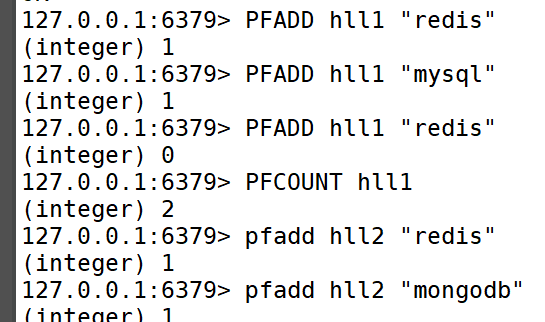 127.0.0.1:6379> PFADD hll1 "redis"
(integer) 1
127.0.0.1:6379> PFADD hll1 "mysql"
(integer) 1
127.0.0.1:6379> PFADD hll1 "redis"
(integer) 0
127.0.0.1:6379> PFCOUNT hll1
(integer) 2
127.0.0.1:6379> pfadd hll2 "redis"
(integer) 1
127.0.0.1:6379> pfadd hll2 "mongodb"
(integer) 1